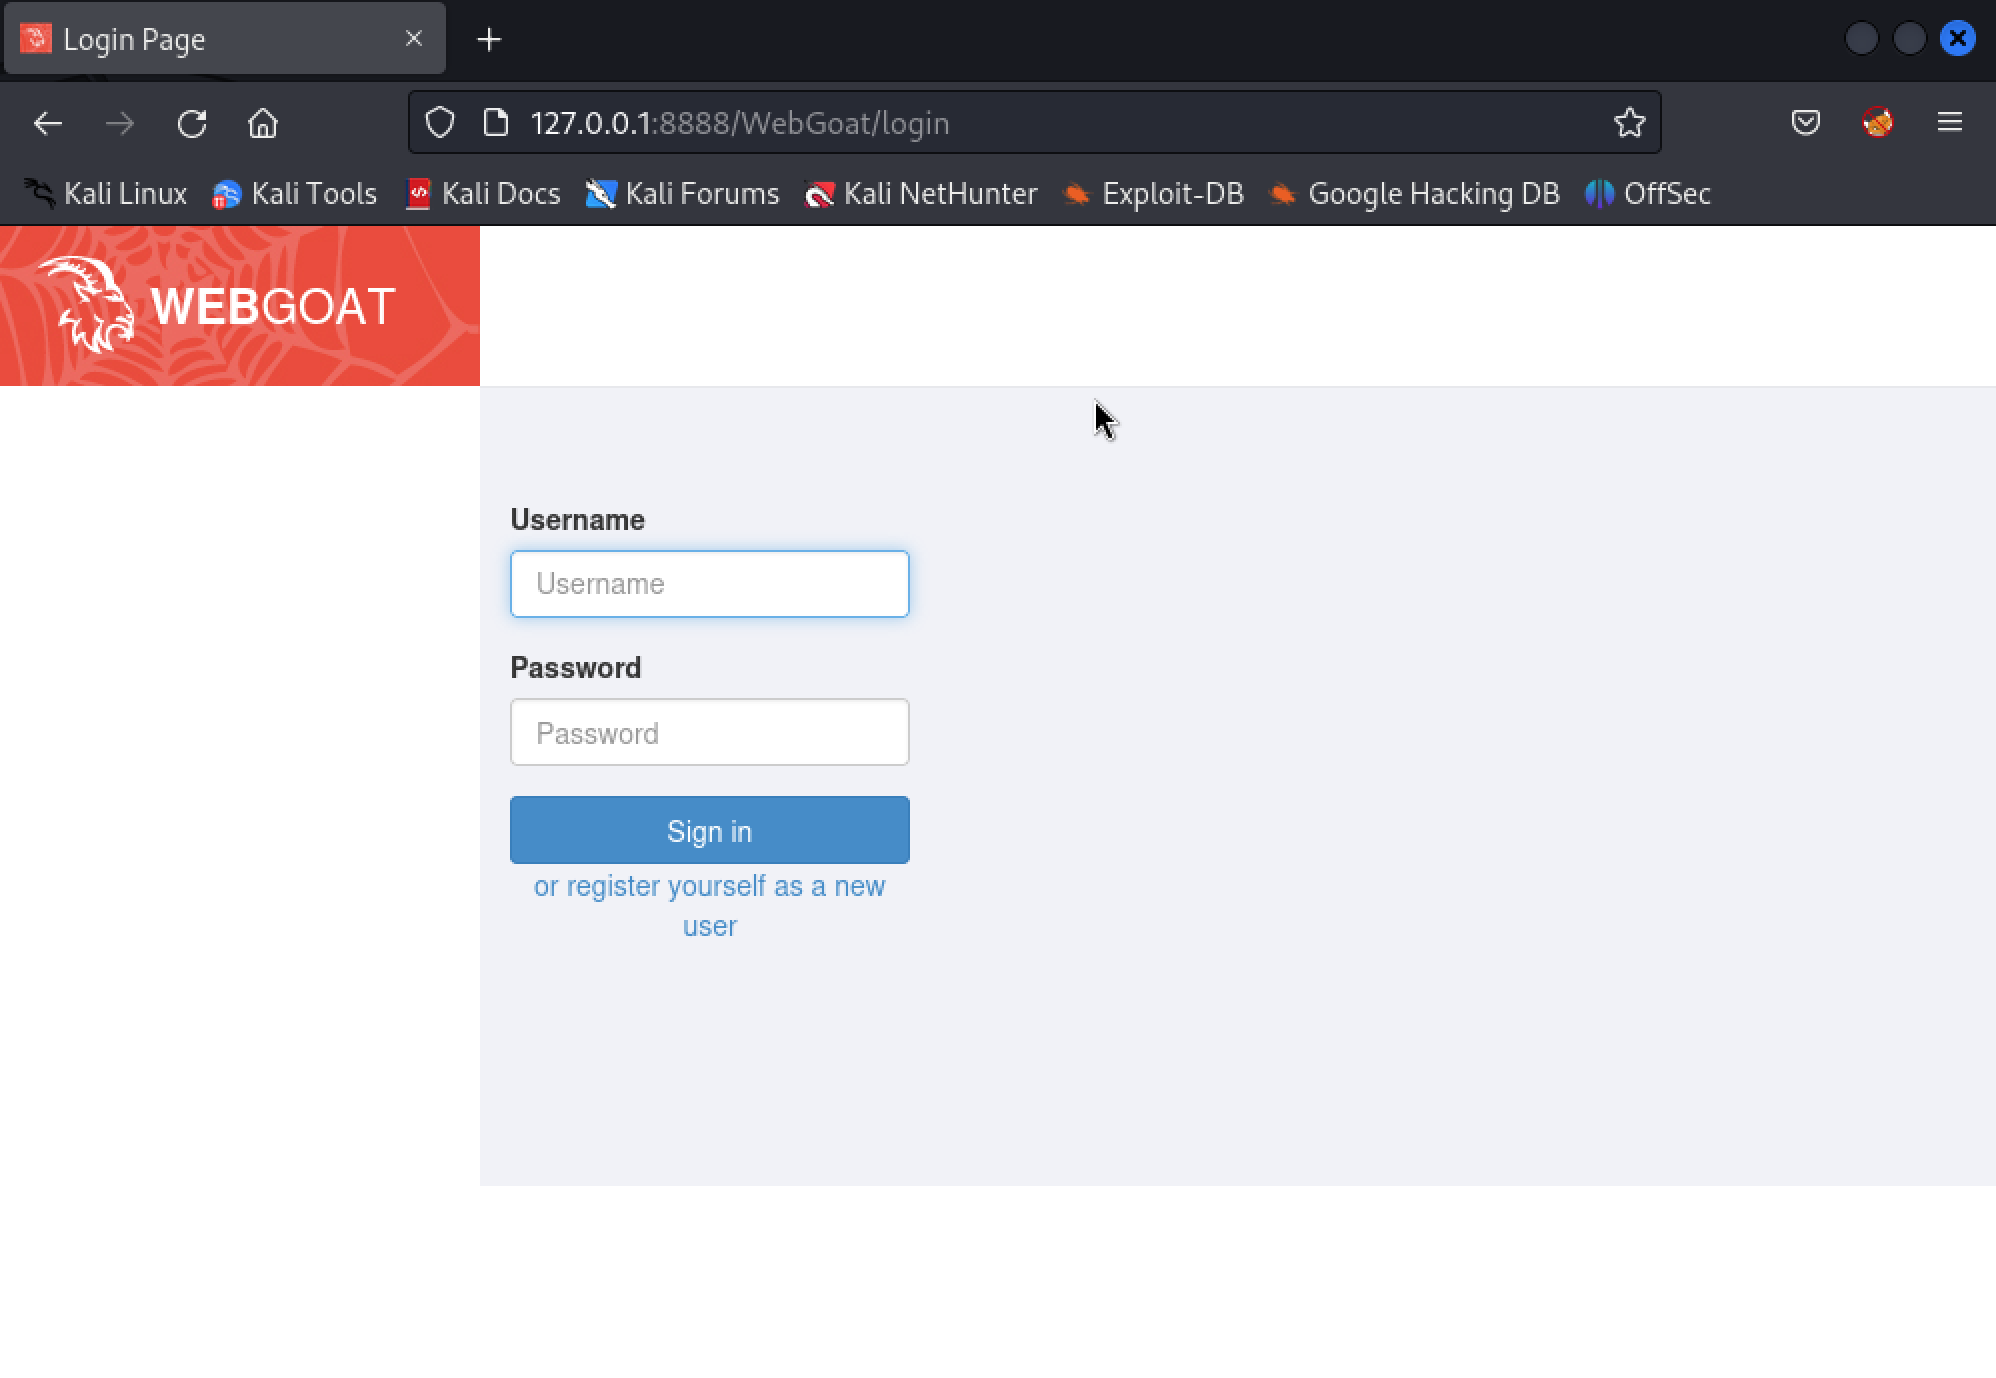 Login Page
127.0.0.1:8888/WebGoat/login
Kali Linux Kali Tools Kali Docs Kali Forums Kali NetHunter Exploit-DB Google Hacking DB OffSec
WEBGOAT
Username
Username
Password
Password
Sign in
or register yourself as a new
user